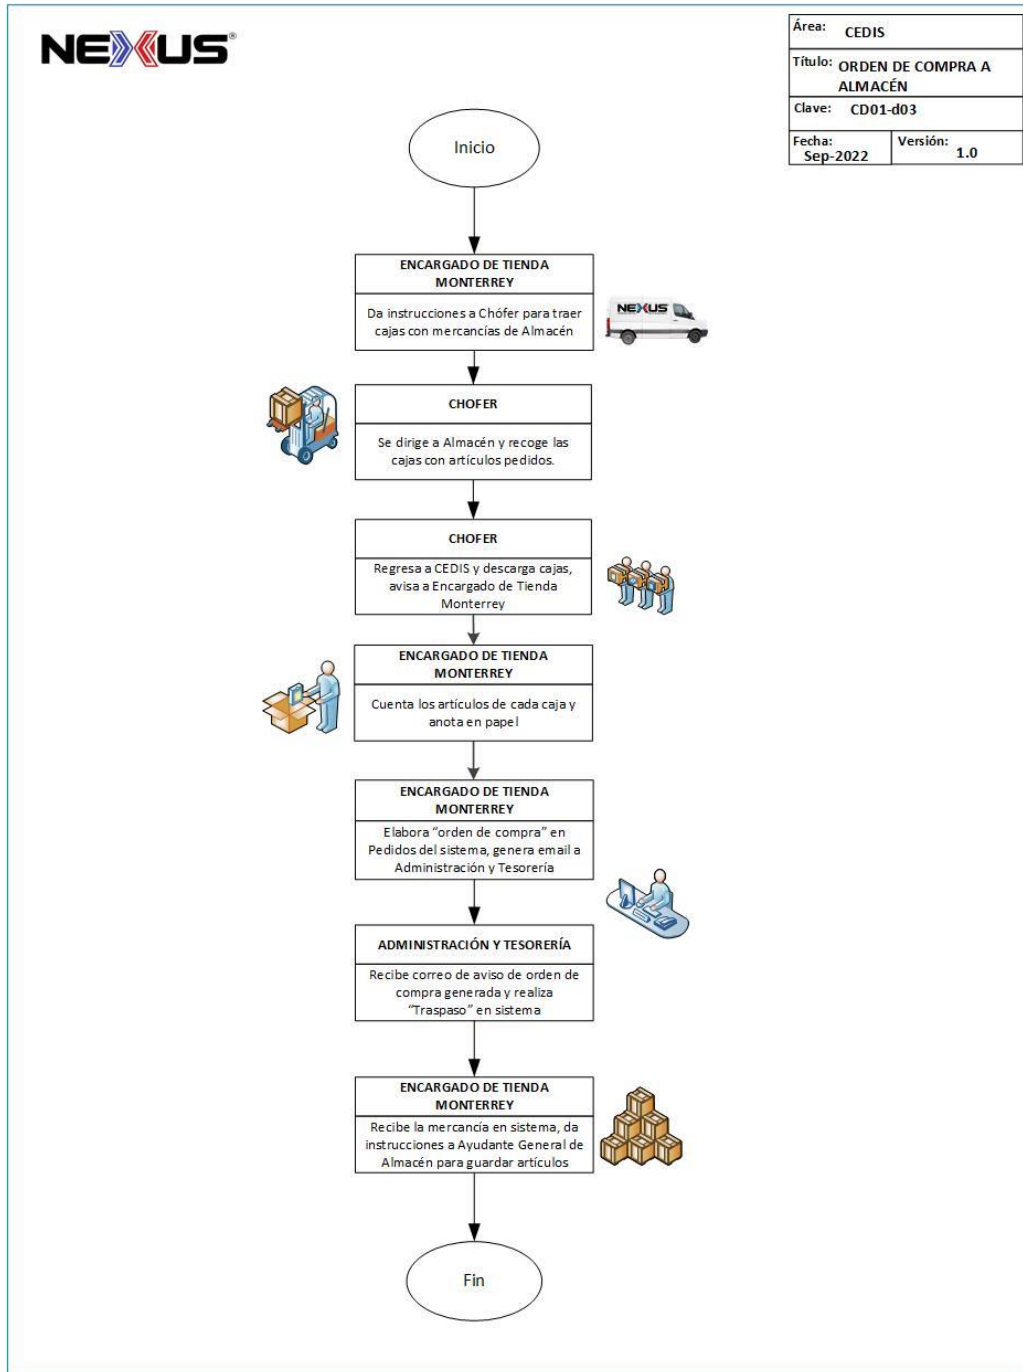 NEXUS®
Área: CEDIS
Título: ORDEN DE COMPRA A
ALMACÉN
Clave: CD01-d03
Fecha: Versión:
Sep-2022 1.0
Inicio
ENCARGADO DE TIENDA
MONTERREY
Da instrucciones a Chófer para traer
cajas con mercancías de Almacén
NEXUS
CHOFER
Se dirige a Almacén y recoge las
cajas con artículos pedidos.
CHOFER
Regresa a CEDIS y descarga cajas,
avisa a Encargado de Tienda
Monterrey
ENCARGADO DE TIENDA
MONTERREY
Cuenta los artículos de cada caja y
anota en papel
ENCARGADO DE TIENDA
MONTERREY
Elabora “orden de compra” en
Pedidos del sistema, genera email a
Administración y Tesorería
ADMINISTRACIÓN Y TESORERÍA
Recibe correo de aviso de orden de
compra generada y realiza
“Traspaso” en sistema
ENCARGADO DE TIENDA
MONTERREY
Recibe la mercancía en sistema, da
instrucciones a Ayudante General de
Almacén para guardar artículos
Fin